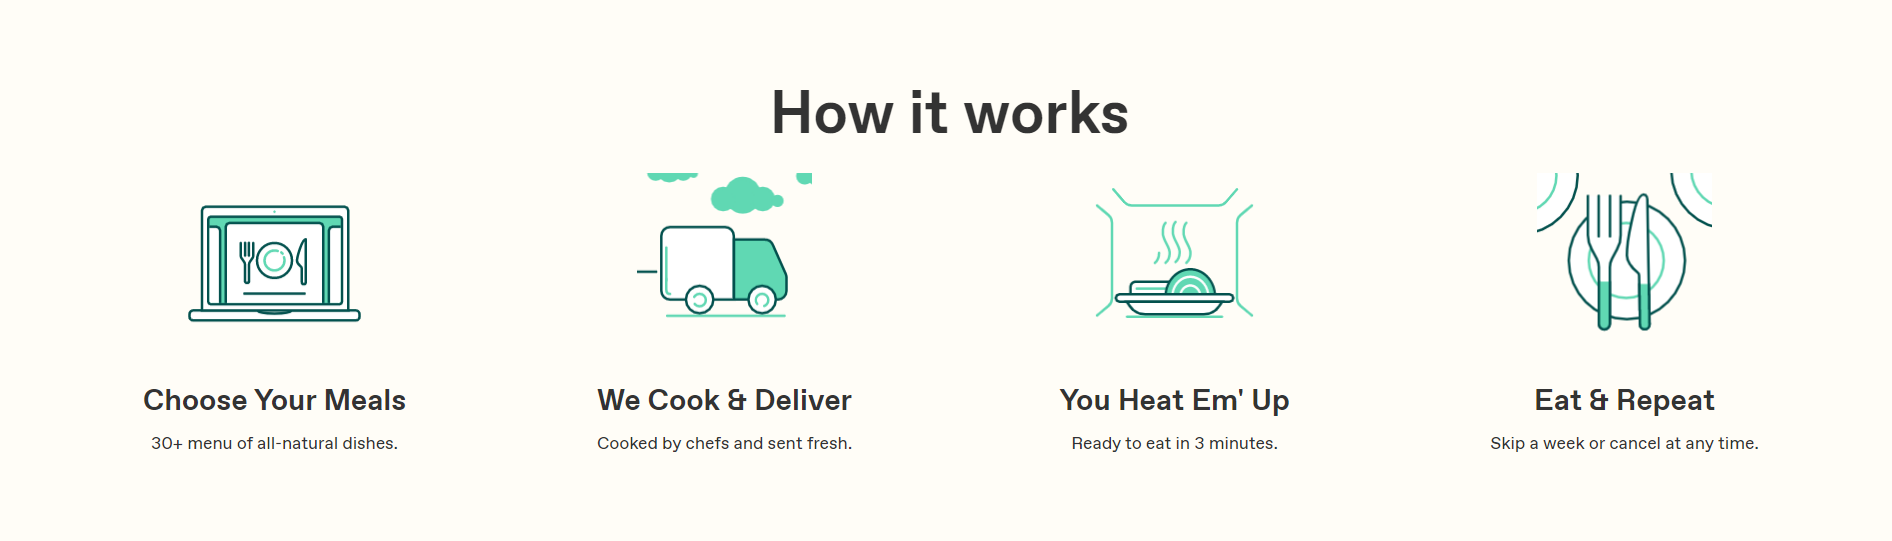 How it works
Choose Your Meals
30+ menu of all-natural dishes.
We Cook & Deliver
Cooked by chefs and sent fresh.
You Heat Em' Up
Ready to eat in 3 minutes.
Eat & Repeat
Skip a week or cancel at any time.